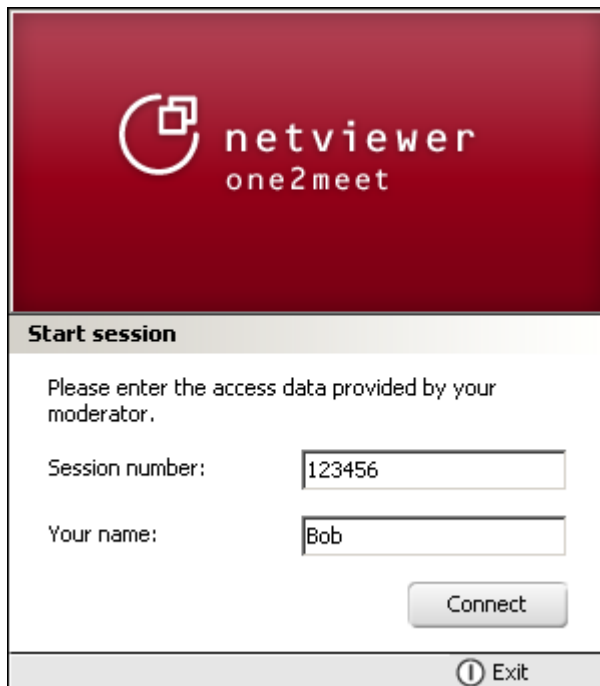 netviewer
one2meet
Start session
Please enter the access data provided by your
moderator.
Session number: 123456
Your name: Bob
Connect
Exit